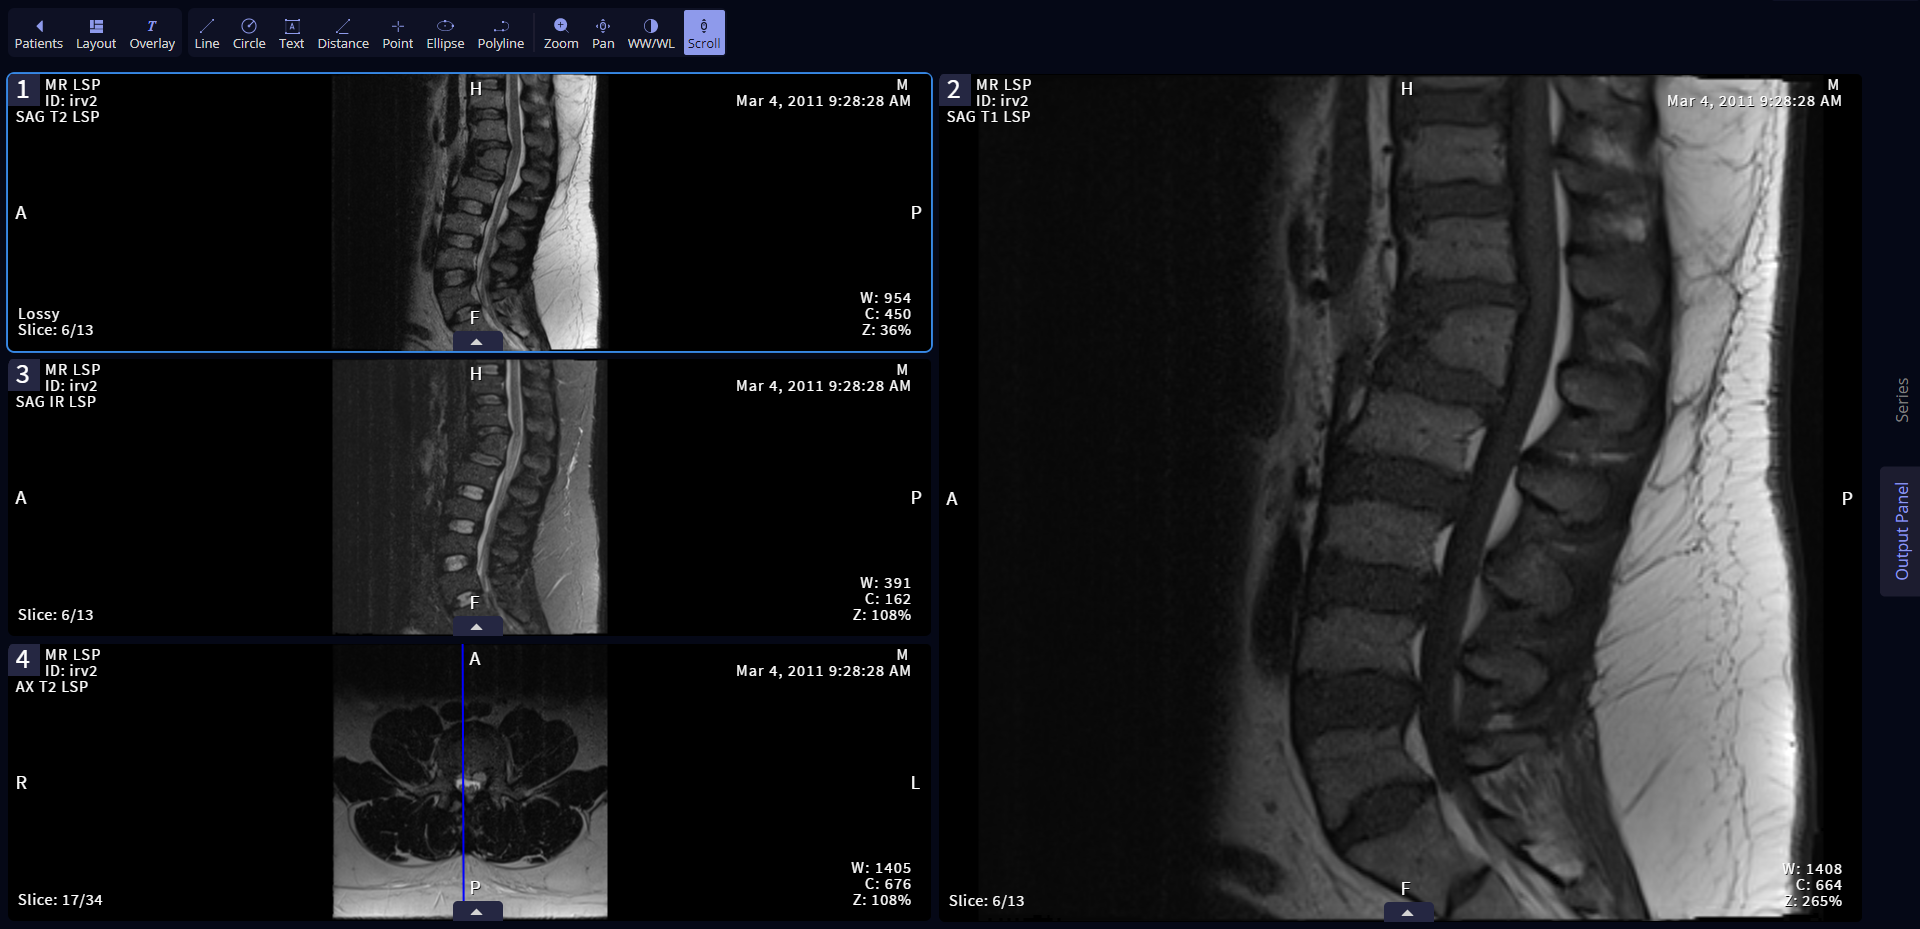 Patients Layout Overlay Line Circle Text Distance Point Ellipse Polyline Zoom Pan WW/WL Scroll
1
MR LSP
ID: irv2
SAG T2 LSP
H
M
Mar 4, 2011 9:28:28 AM
A
P
Lossy
Slice: 6/13
F
W: 954
C: 450
Z: 36%
2
MR LSP
ID: irv2
SAG T1 LSP
H
M
Mar 4, 2011 9:28:28 AM
A
P
Slice: 6/13
F
W: 1408
C: 664
Z: 265%
3
MR LSP
ID: irv2
SAG IR LSP
H
M
Mar 4, 2011 9:28:28 AM
A
P
Slice: 6/13
F
W: 391
C: 162
Z: 108%
4
MR LSP
ID: irv2
AX T2 LSP
A
M
Mar 4, 2011 9:28:28 AM
R
L
Slice: 17/34
P
W: 1405
C: 676
Z: 108%
Series
Output Panel